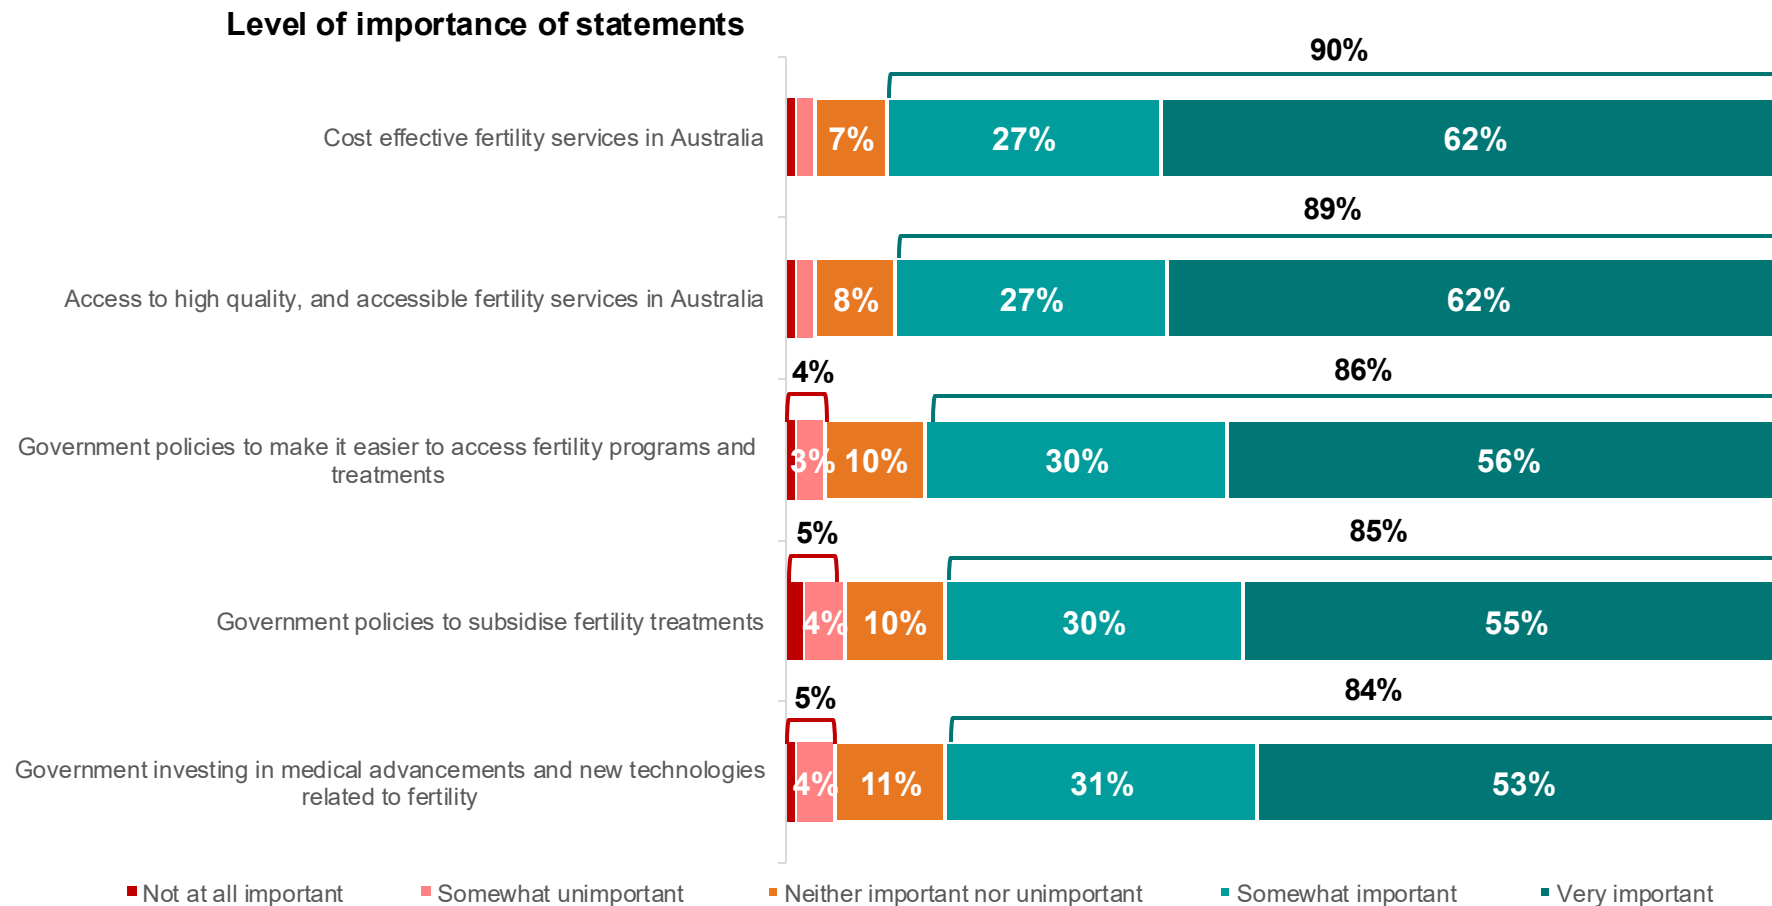 Level of importance of statements
90%
Cost effective fertility services in Australia
7%
27%
62%
89%
Access to high quality, and accessible fertility services in Australia
8%
27%
62%
4%
86%
Government policies to make it easier to access fertility programs and
treatments
3%
10%
30%
56%
5%
85%
Government policies to subsidise fertility treatments
4%
10%
30%
55%
5%
84%
Government investing in medical advancements and new technologies
related to fertility
4%
11%
31%
53%
Not at all important
Somewhat unimportant
Neither important nor unimportant
Somewhat important
Very important